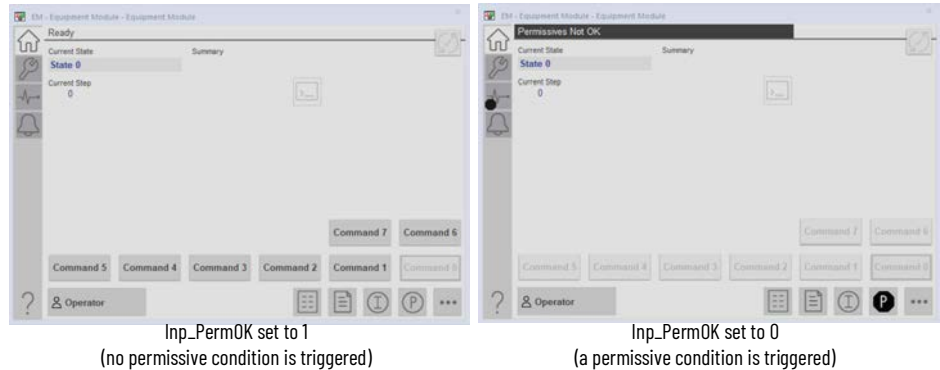 EM - Equipment Module - Equipment Module
Ready
Current State
Summary
State 0
Current Step
0
Command 7
Command 6
Command 5
Command 4
Command 3
Command 2
Command 1
Command 0
?
Operator
I
P
Inp_PermOK set to 1
(no permissive condition is triggered)
EM - Equipment Module - Equipment Module
Permissives Not OK
Current State
Summary
State 0
Current Step
0
Command 7
Command 6
Command 5
Command 4
Command 3
Command 2
Command 1
Command 0
?
Operator
I
P
Inp_PermOK set to 0
(a permissive condition is triggered)